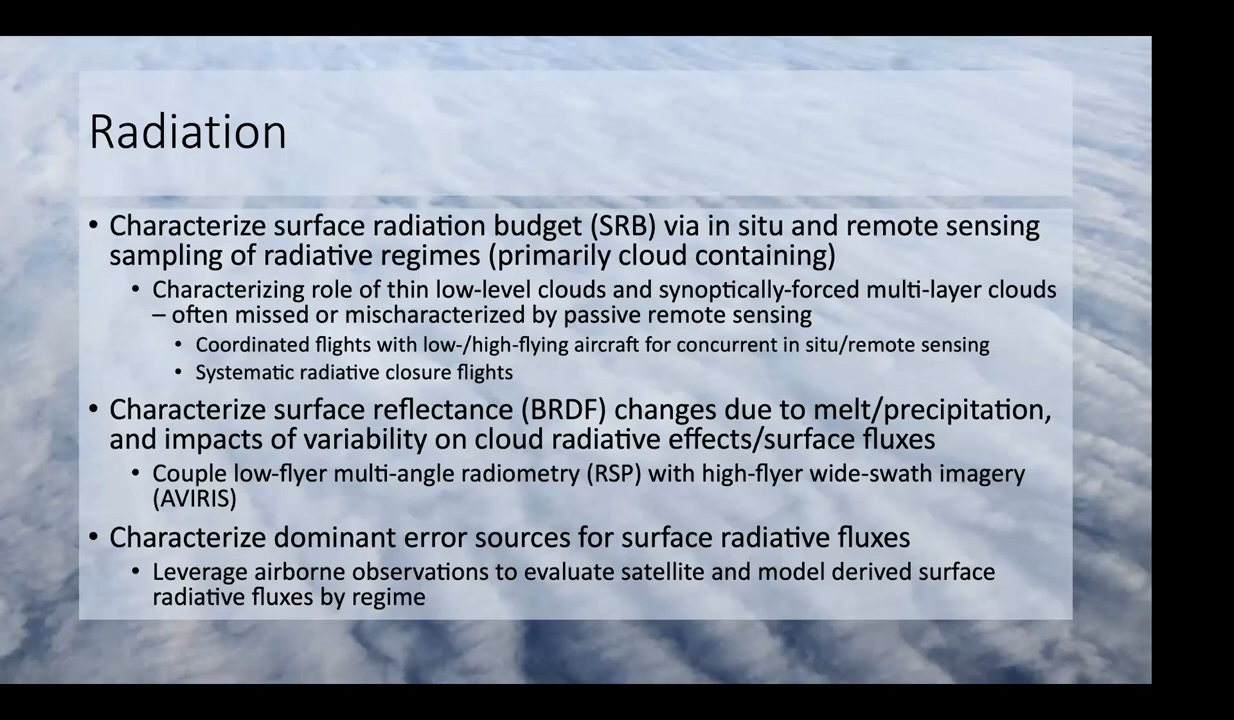 Radiation
• Characterize surface radiation budget (SRB) via in situ and remote sensing
sampling of radiative regimes (primarily cloud containing)
• Characterizing role of thin low-level clouds and synoptically-forced multi-layer clouds
– often missed or mischaracterized by passive remote sensing
• Coordinated flights with low-/high-flying aircraft for concurrent in situ/remote sensing
• Systematic radiative closure flights
• Characterize surface reflectance (BRDF) changes due to melt/precipitation,
and impacts of variability on cloud radiative effects/surface fluxes
• Couple low-flyer multi-angle radiometry (RSP) with high-flyer wide-swath imagery
(AVIRIS)
• Characterize dominant error sources for surface radiative fluxes
• Leverage airborne observations to evaluate satellite and model derived surface
radiative fluxes by regime